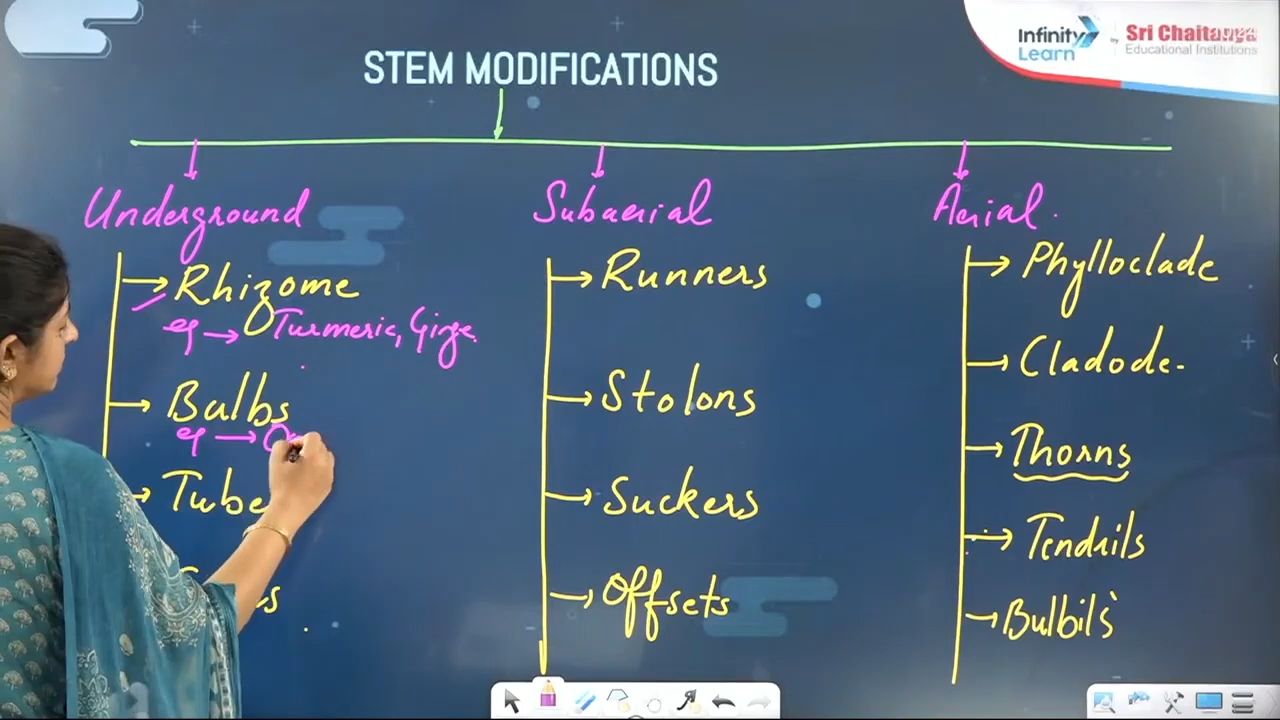 Infinity Learn by Sri Chaitanya Educational Institutions
STEM MODIFICATIONS
Underground
Rhizome
eg → Turmeric, Ginge
Bulbs
eg →
Tube
Subaerial
Runners
Stolons
Suckers
Offsets
Aerial.
Phylloclade
Cladode-
Thorns
Tendrils
Bulbils